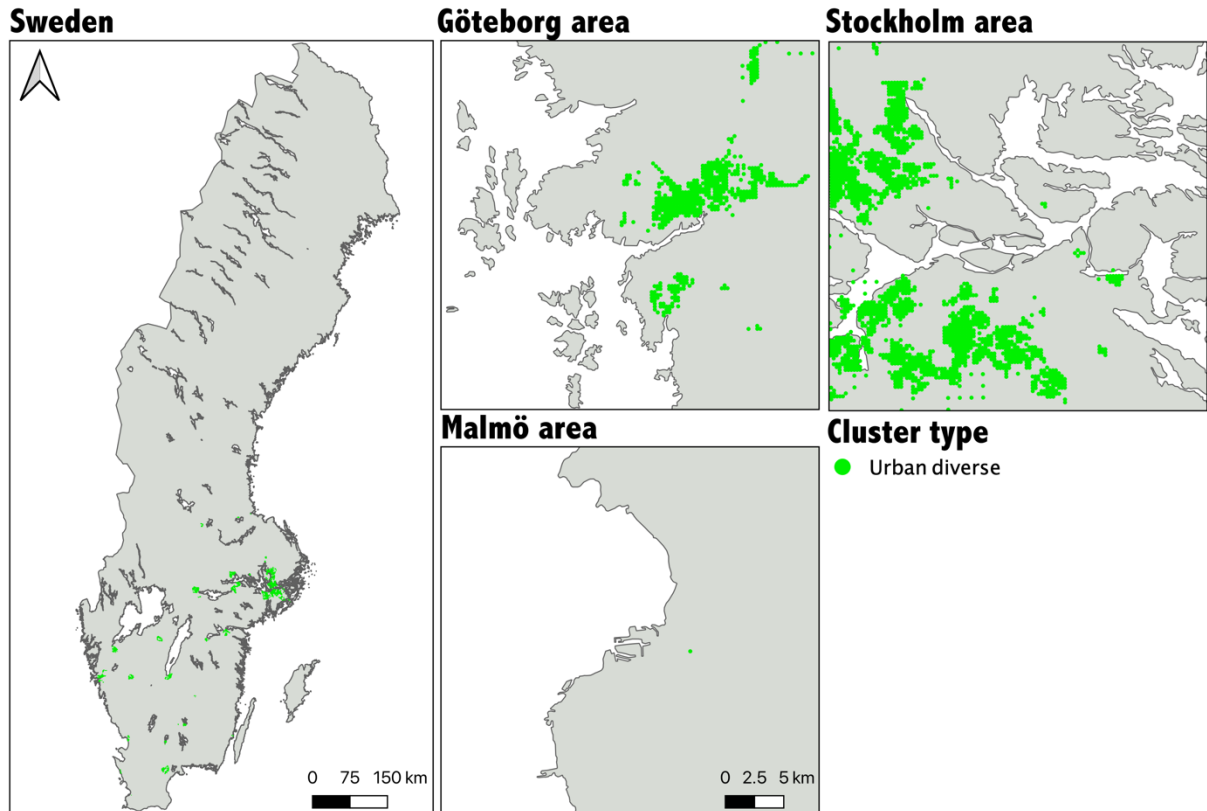 Sweden
Göteborg area
Stockholm area
Malmö area
Cluster type
Urban diverse
0 75 150 km
0 2.5 5 km